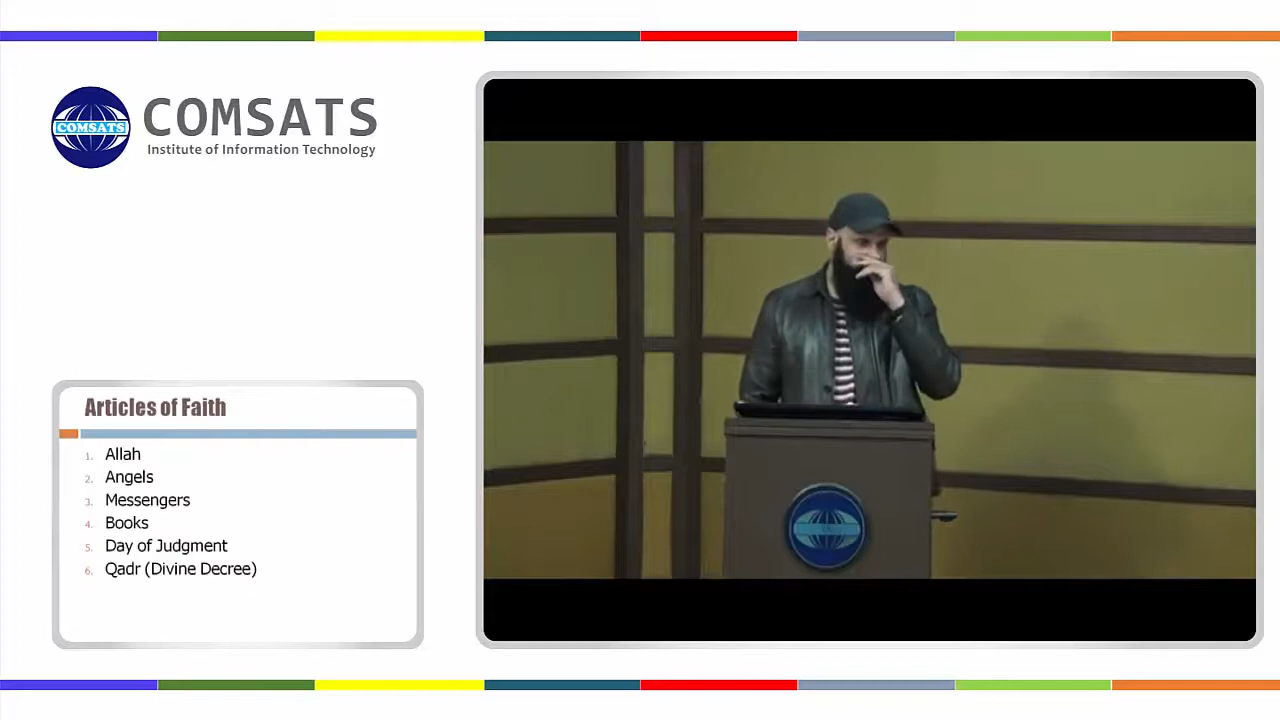 COMSATS
COMSATS
Institute of Information Technology
Articles of Faith
1. Allah
2. Angels
3. Messengers
4. Books
5. Day of Judgment
6. Qadr (Divine Decree)